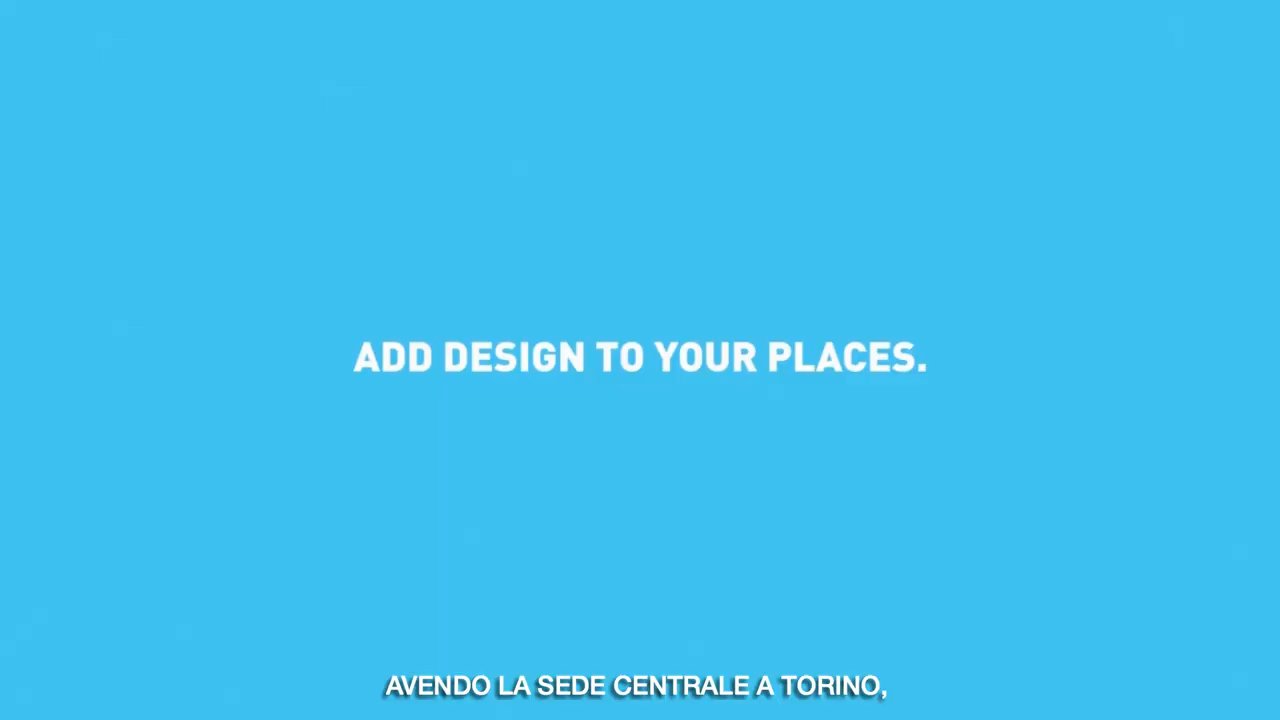 ADD DESIGN TO YOUR PLACES.
AVENDO LA SEDE CENTRALE A TORINO,